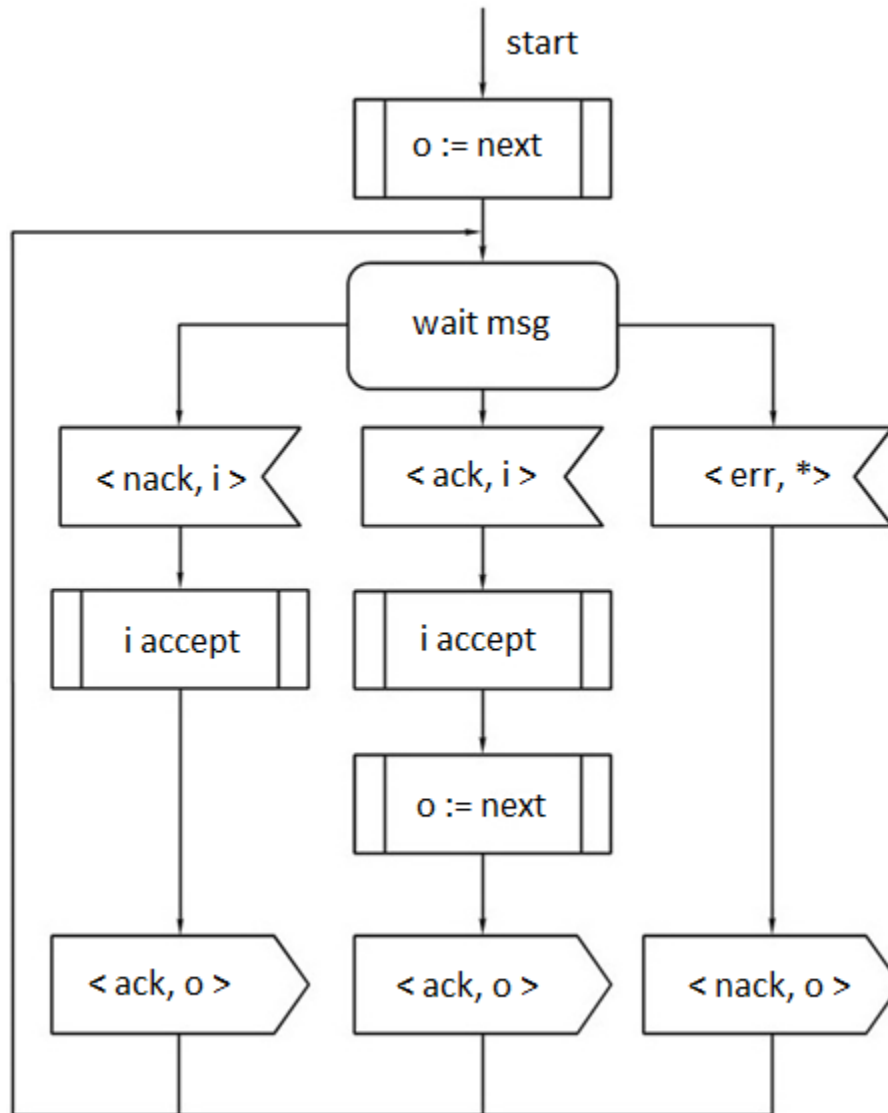 start
o := next
wait msg
< nack, i >
< ack, i >
< err, *>
i accept
i accept
o := next
< ack, o >
< ack, o >
< nack, o >